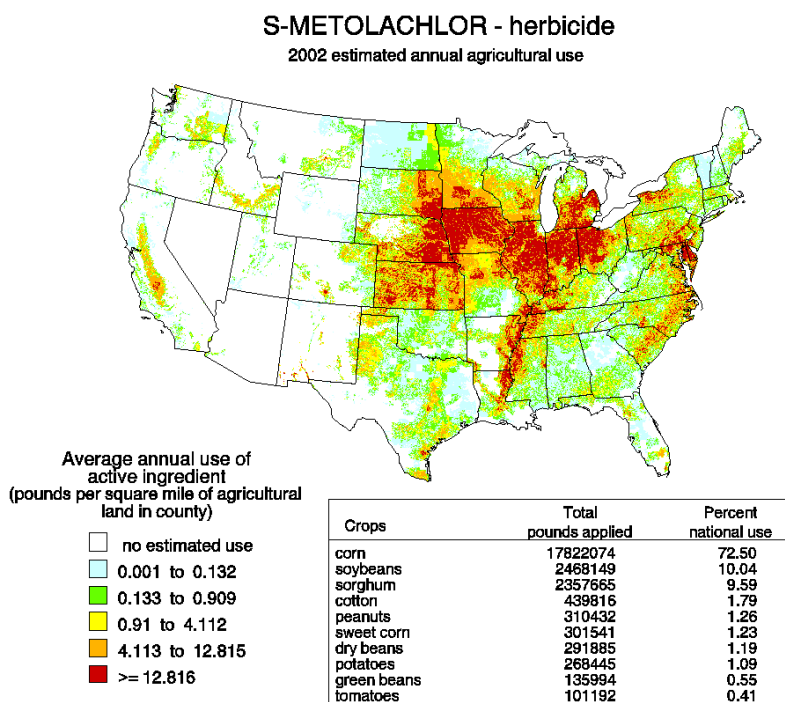 S-METOLACHLOR - herbicide
2002 estimated annual agricultural use
Average annual use of
active ingredient
(pounds per square mile of agricultural
land in county)
no estimated use
0.001 to 0.132
0.133 to 0.909
0.91 to 4.112
4.113 to 12.815
>= 12.816
Crops Total pounds applied Percent national use
corn 17822074 72.50
soybeans 2468149 10.04
sorghum 2357665 9.59
cotton 439816 1.79
peanuts 310432 1.26
sweet corn 301541 1.23
dry beans 291885 1.19
potatoes 268445 1.09
green beans 135994 0.55
tomatoes 101192 0.41